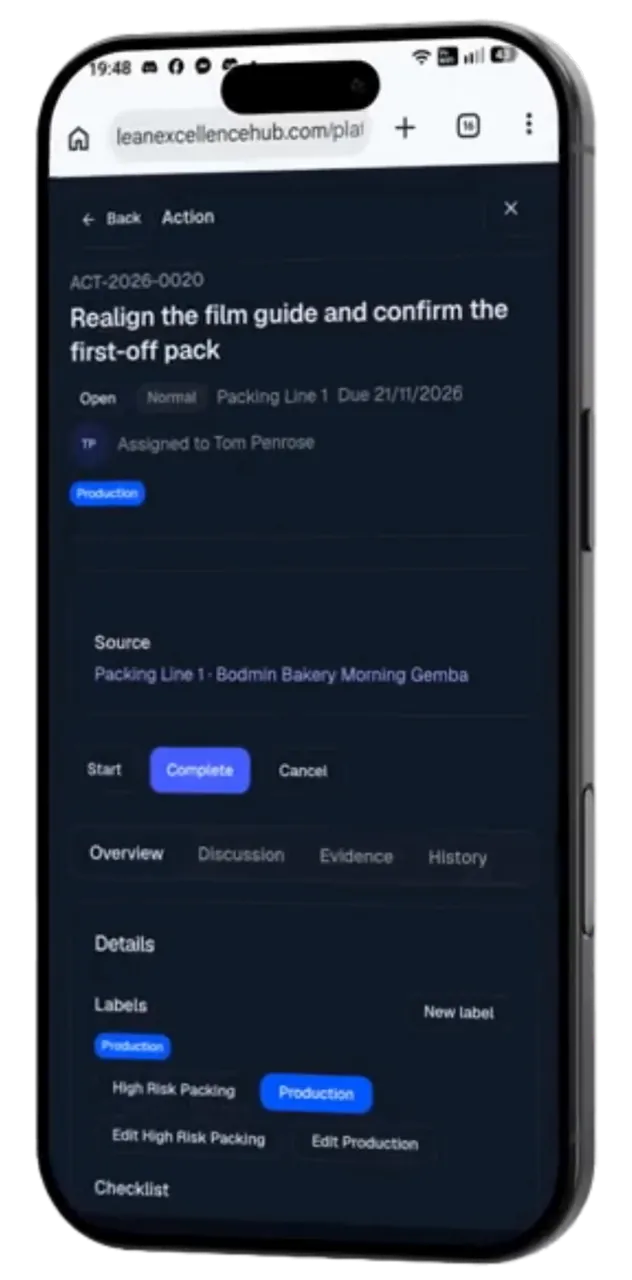 19:48
leanexcellencehub.com/pla
16
← Back Action
ACT-2026-0020
Realign the film guide and confirm the
first-off pack
Open Normal Packing Line 1 Due 21/11/2026
TP Assigned to Tom Penrose
Production
Source
Packing Line 1 · Bodmin Bakery Morning Gemba
Start Complete Cancel
Overview Discussion Evidence History
Details
Labels New label
Production
High Risk Packing Production
Edit High Risk Packing Edit Production
Checklist